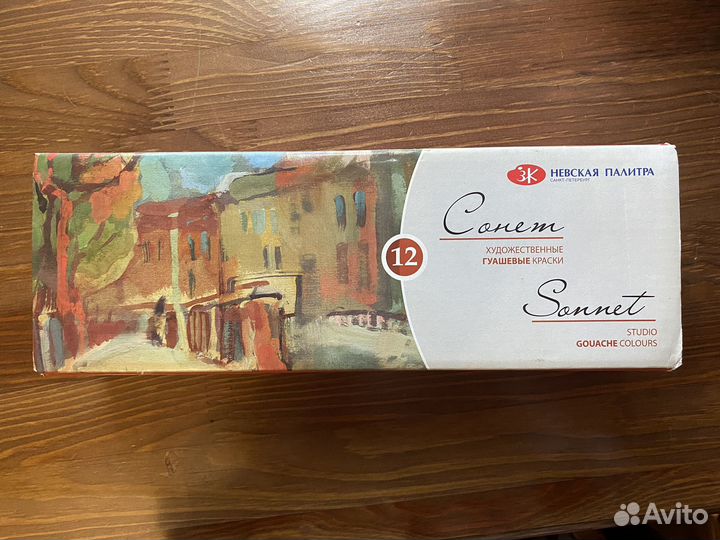 ЗК НЕВСКАЯ ПАЛИТРА
САНКТ-ПЕТЕРБУРГ
Сонет
ХУДОЖЕСТВЕННЫЕ
ГУАШЕВЫЕ КРАСКИ
12
Sonnet
STUDIO
GOUACHE COLOURS
Avito